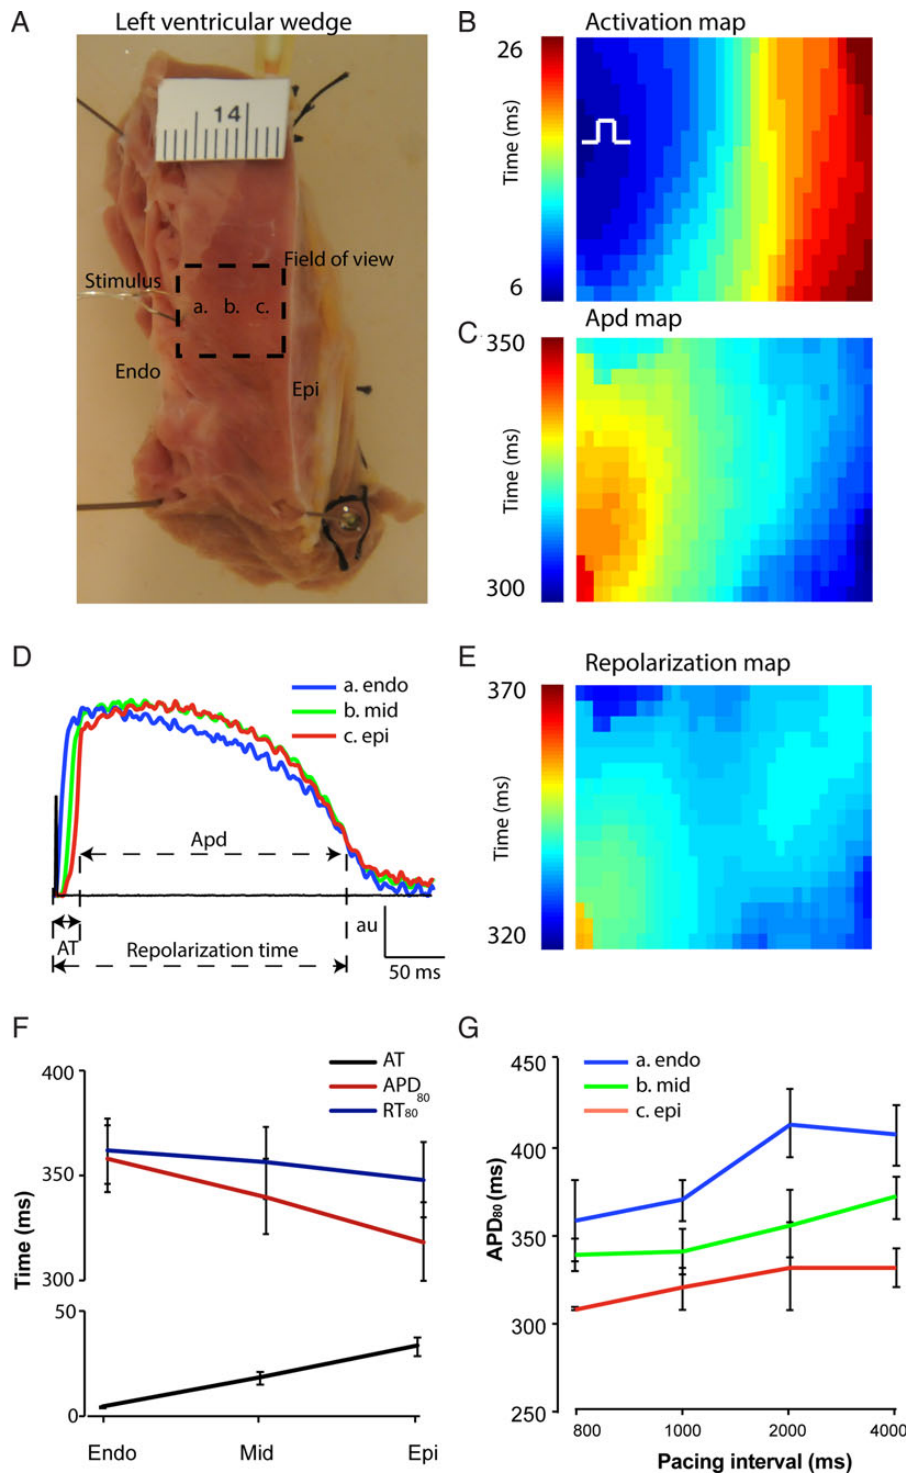 A
Left ventricular wedge
14
Field of view
Stimulus
a. b. c.
Endo
Epi
B
Activation map
26
Time (ms)
6
C
Apd map
350
Time (ms)
300
D
a. endo
b. mid
c. epi
Apd
AT
Repolarization time
au
50 ms
E
Repolarization map
370
Time (ms)
320
F
AT
APD80
RT80
400
350
300
50
0
Time (ms)
Endo Mid Epi
G
a. endo
b. mid
c. epi
450
400
350
300
250
APD80 (ms)
800 1000 2000 4000
Pacing interval (ms)